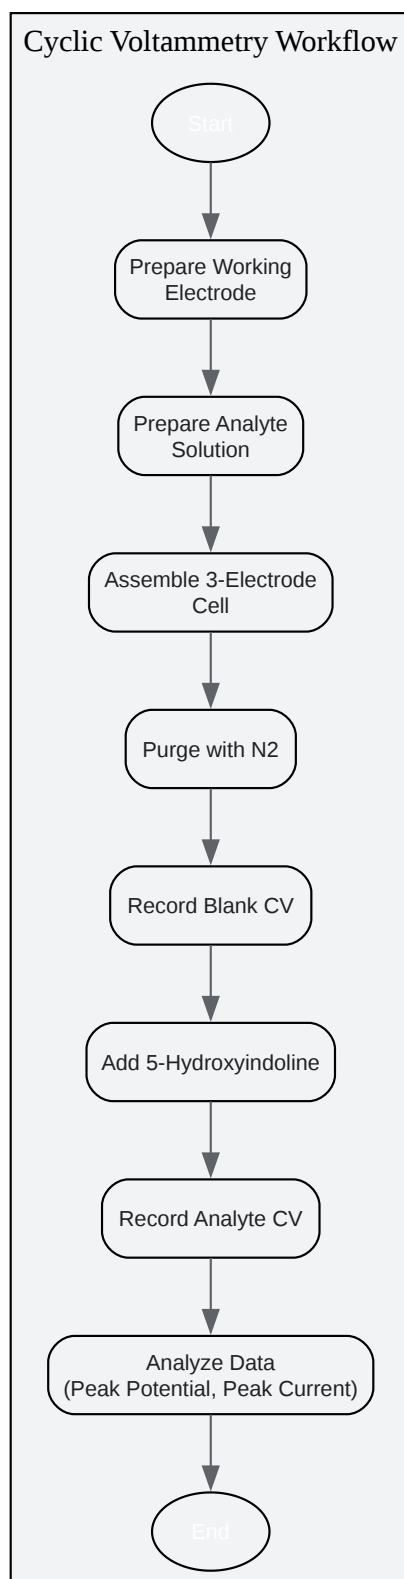 Cyclic Voltammetry Workflow
Start
Prepare Working
Electrode
Prepare Analyte
Solution
Assemble 3-Electrode
Cell
Purge with N2
Record Blank CV
Add 5-Hydroxyindoline
Record Analyte CV
Analyze Data
(Peak Potential, Peak Current)
End